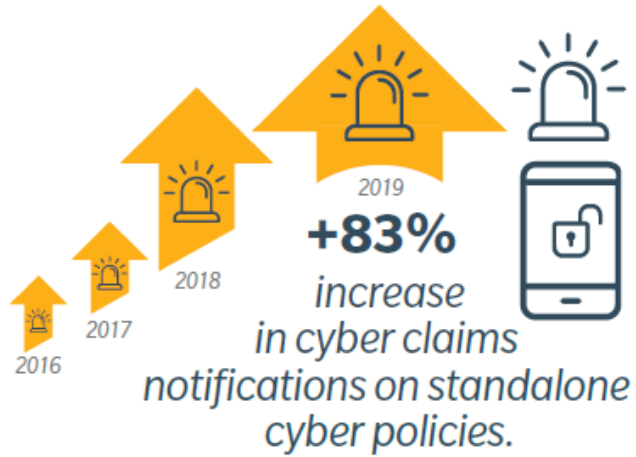 2016
2017
2018
2019
+83%
increase
in cyber claims
notifications on standalone
cyber policies.